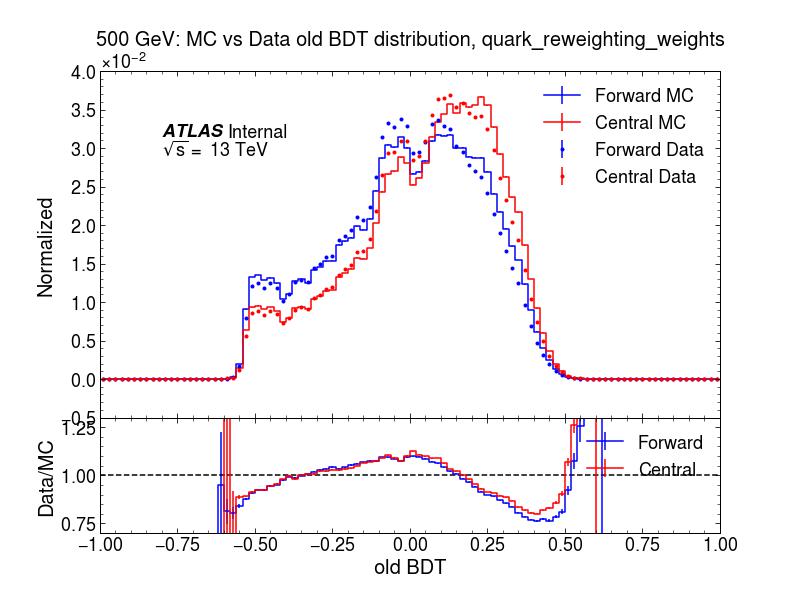 500 GeV: MC vs Data old BDT distribution, quark_reweighting_weights
×10⁻²
4.0
3.5
3.0
2.5
2.0
1.5
1.0
0.5
0.0
−0.5
Normalized
ATLAS Internal
√s = 13 TeV
Forward MC
Central MC
Forward Data
Central Data
1.25
1.00
0.75
Data/MC
Forward
Central
−1.00 −0.75 −0.50 −0.25 0.00 0.25 0.50 0.75 1.00
old BDT